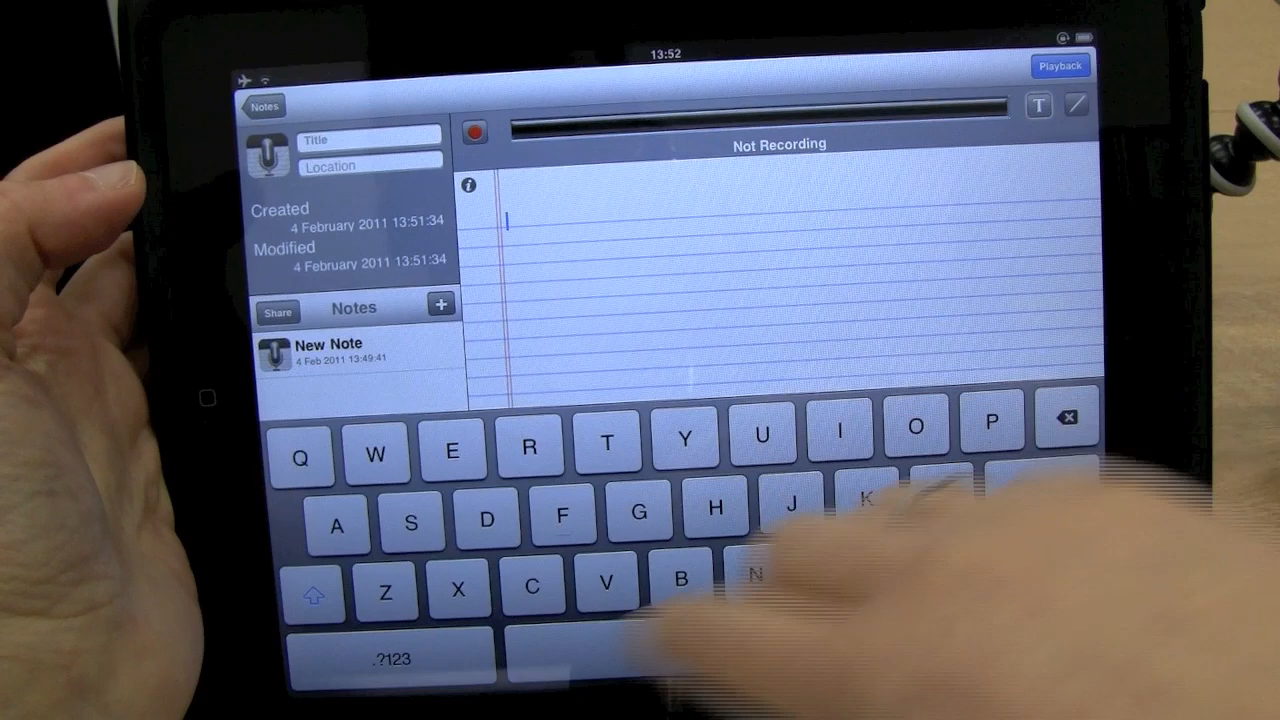 13:52
Playback
Notes
Title
T
Location
Not Recording
i
Created
4 February 2011 13:51:34
Modified
4 February 2011 13:51:34
Share Notes +
New Note
4 Feb 2011 13:49:41
Q W E R T Y U I O P
A S D F G H J K
Z X C V B N
.?123